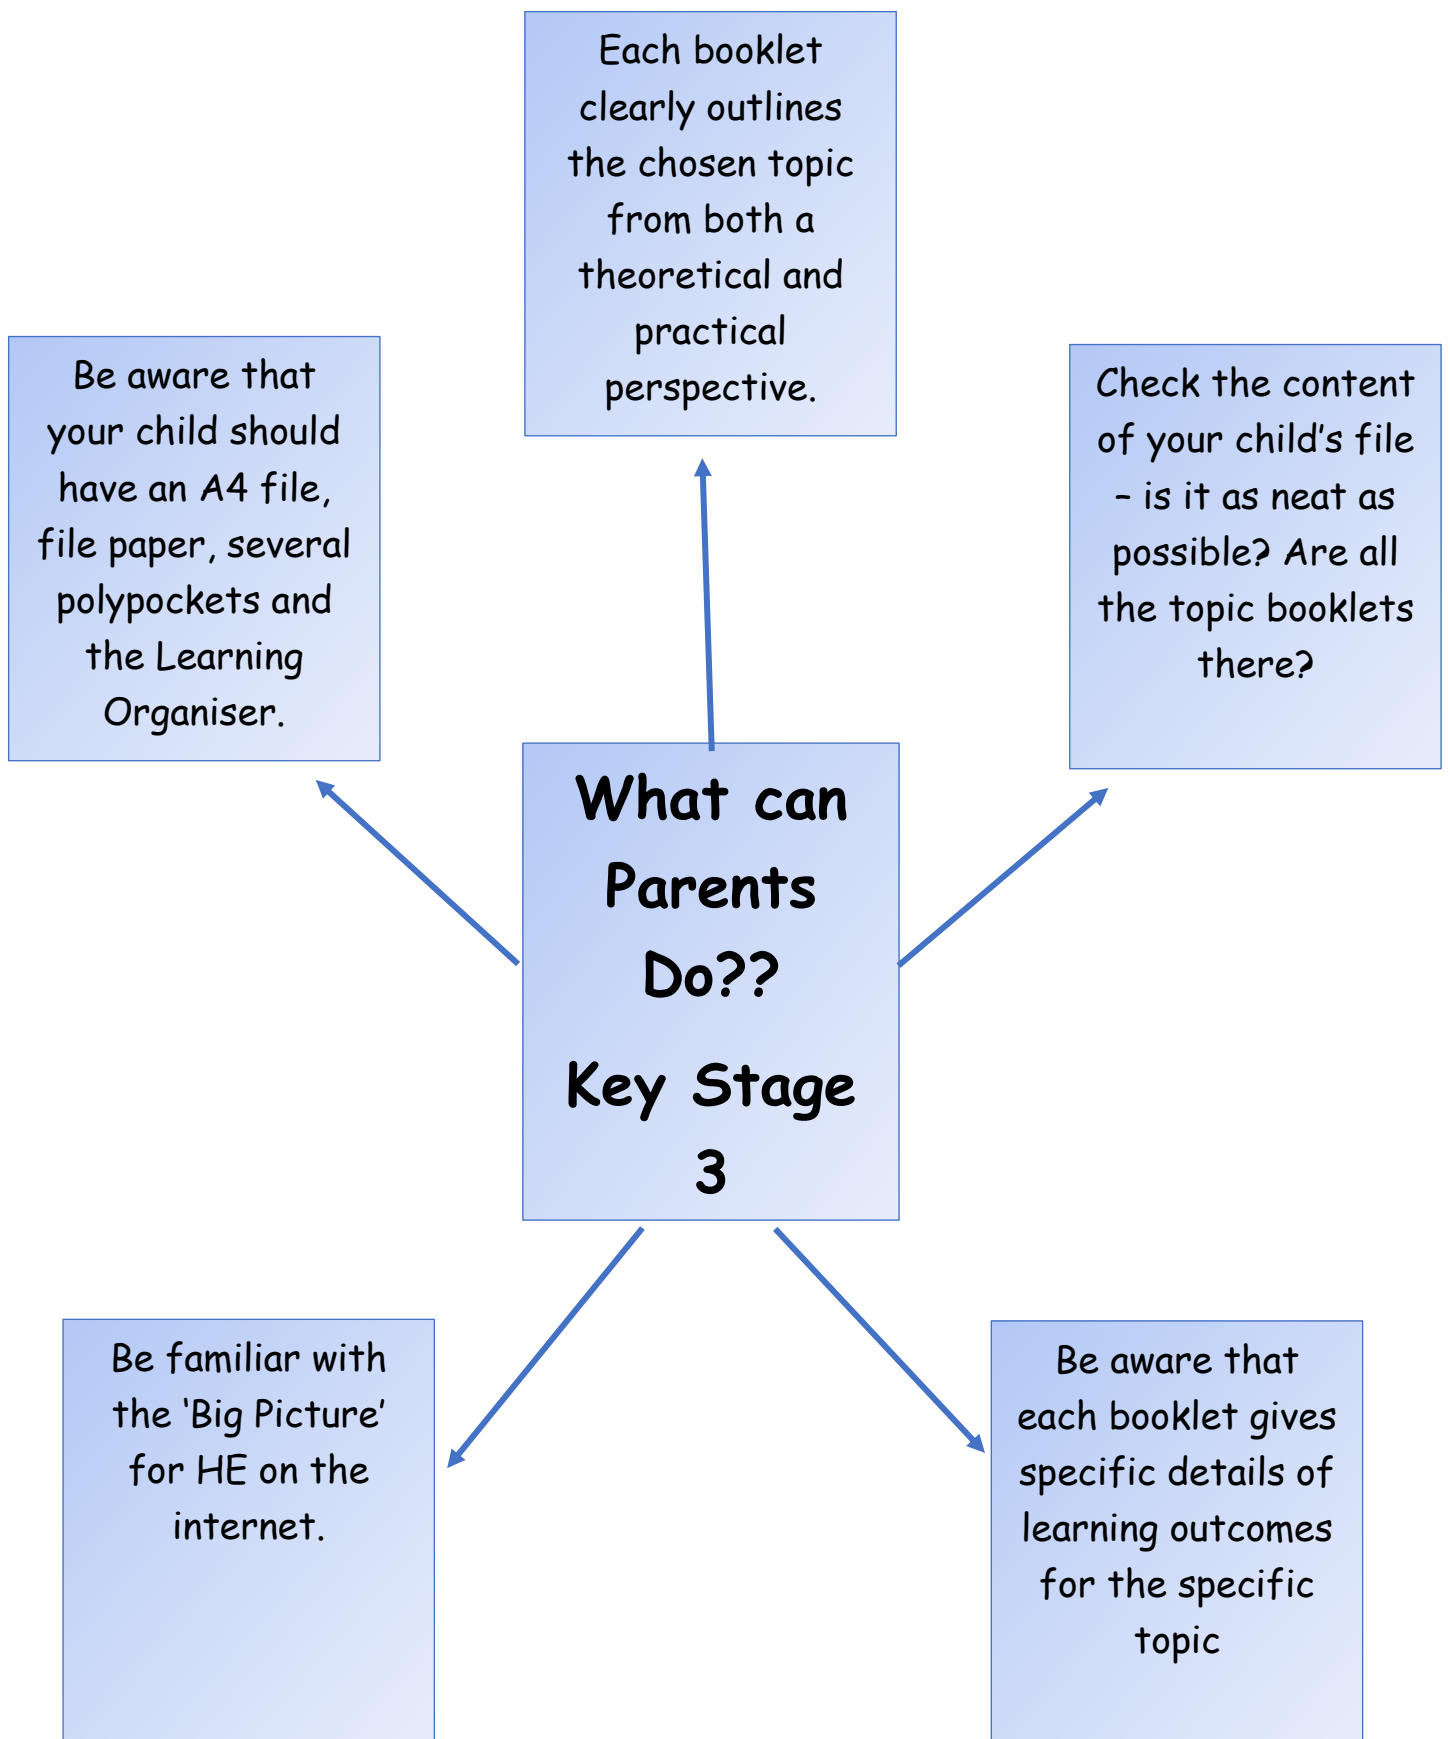 Each booklet
clearly outlines
the chosen topic
from both a
theoretical and
practical
perspective.
Be aware that
your child should
have an A4 file,
file paper, several
polypockets and
the Learning
Organiser.
Check the content
of your child’s file
– is it as neat as
possible? Are all
the topic booklets
there?
What can
Parents
Do??
Key Stage
3
Be familiar with
the ‘Big Picture’
for HE on the
internet.
Be aware that
each booklet gives
specific details of
learning outcomes
for the specific
topic